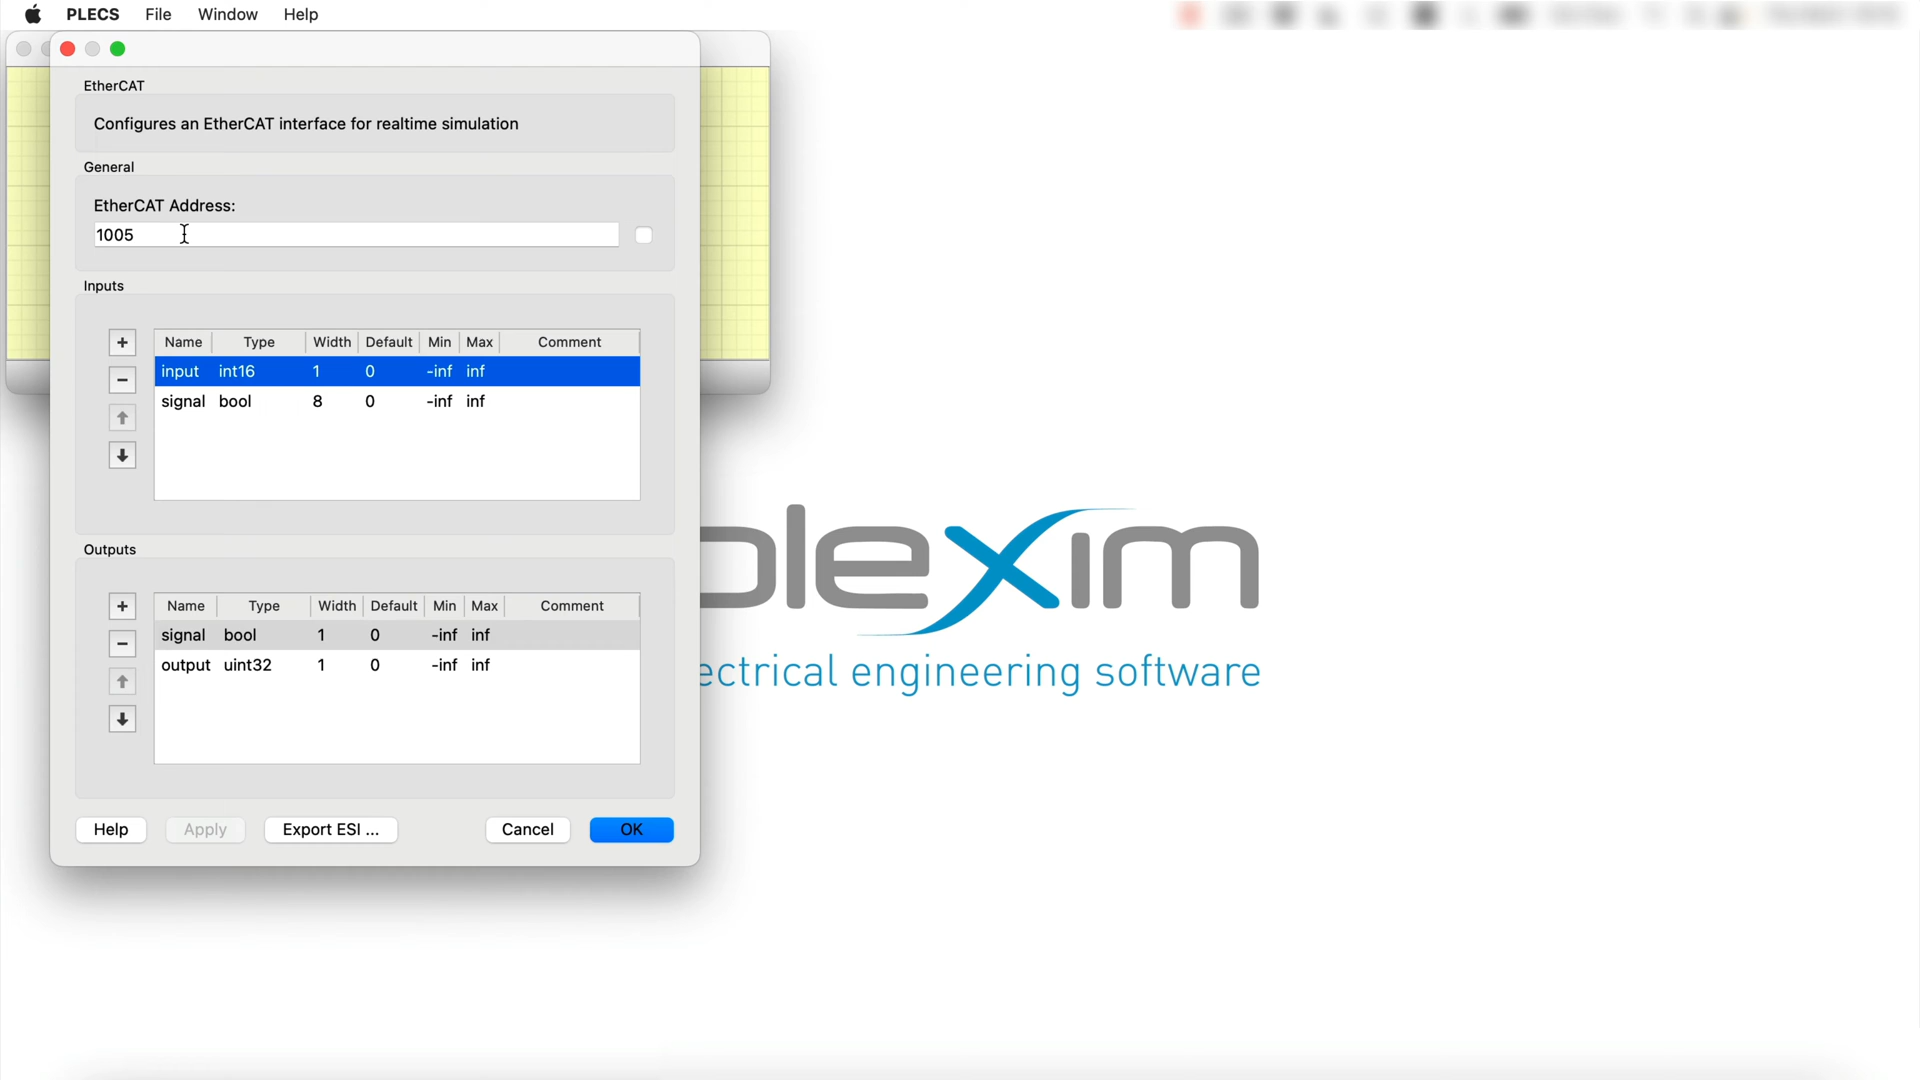 PLECS File Window Help
EtherCAT
Configures an EtherCAT interface for realtime simulation
General
EtherCAT Address:
1005
Inputs
+ Name Type Width Default Min Max Comment
input int16 1 0 -inf inf
signal bool 8 0 -inf inf
Outputs
+ Name Type Width Default Min Max Comment
signal bool 1 0 -inf inf
output uint32 1 0 -inf inf
Help Apply Export ESI ... Cancel OK
plexim
ectrical engineering software